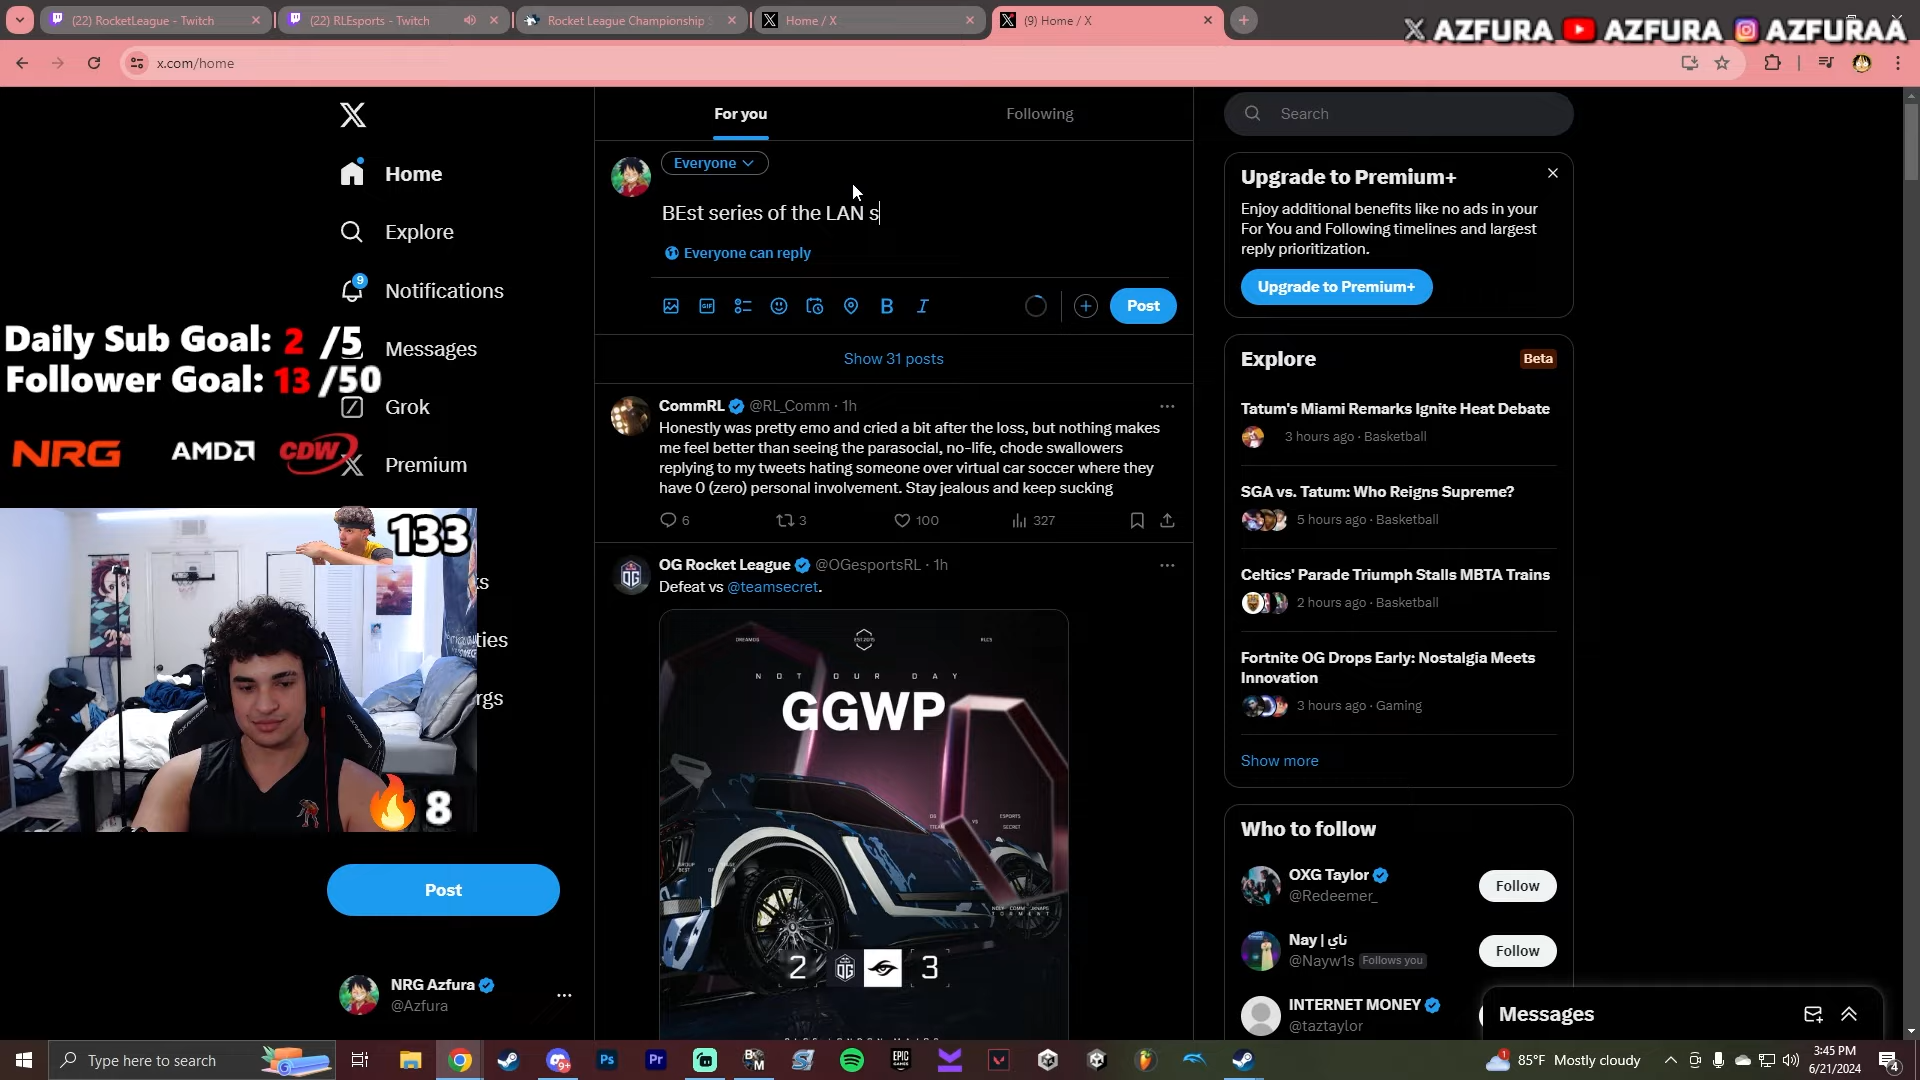 (22) RocketLeague - Twitch
(22) RLEsports - Twitch
Rocket League Championship S
Home / X
(9) Home / X
AZFURA AZFURA AZFURAA
x.com/home
For you
Following
Search
Everyone
Home
BEst series of the LAN s
Everyone can reply
Explore
Notifications
9
Post
Upgrade to Premium+
Enjoy additional benefits like no ads in your
For You and Following timelines and largest
reply prioritization.
Upgrade to Premium+
Daily Sub Goal: 2 /5
Follower Goal: 13 /50
Messages
Grok
Premium
NRG AMD CDW
133
8
ks
ties
rgs
Post
NRG Azfura
@Azfura
Show 31 posts
CommRL @RL_Comm · 1h
Honestly was pretty emo and cried a bit after the loss, but nothing makes
me feel better than seeing the parasocial, no-life, chode swallowers
replying to my tweets hating someone over virtual car soccer where they
have 0 (zero) personal involvement. Stay jealous and keep sucking
6 3 100 327
OG Rocket League @OGesportsRL · 1h
Defeat vs @teamsecret.
NOT OUR DAY
GGWP
2 3
Explore
Beta
Tatum's Miami Remarks Ignite Heat Debate
3 hours ago · Basketball
SGA vs. Tatum: Who Reigns Supreme?
5 hours ago · Basketball
Celtics' Parade Triumph Stalls MBTA Trains
2 hours ago · Basketball
Fortnite OG Drops Early: Nostalgia Meets
Innovation
3 hours ago · Gaming
Show more
Who to follow
OXG Taylor
@Redeemer_
Follow
Nay | ناي
@Nayw1s Follows you
Follow
INTERNET MONEY
@taztaylor
Messages
Type here to search
85°F Mostly cloudy
3:45 PM
6/21/2024
4